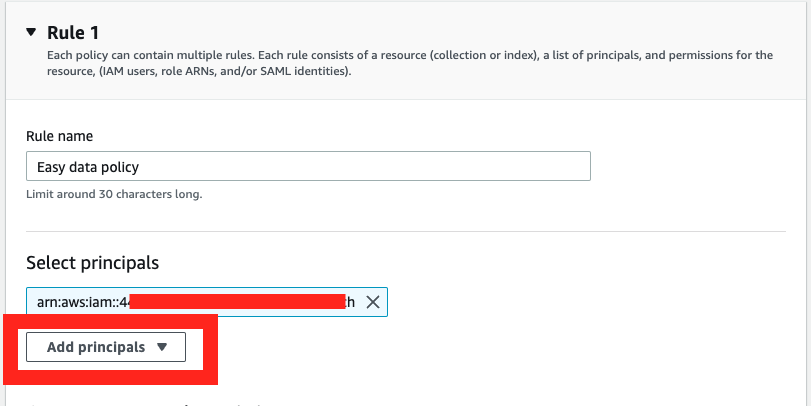 Rule 1
Each policy can contain multiple rules. Each rule consists of a resource (collection or index), a list of principals, and permissions for the
resource, (IAM users, role ARNs, and/or SAML identities).
Rule name
Easy data policy
Limit around 30 characters long.
Select principals
arn:aws:iam::44
Add principals